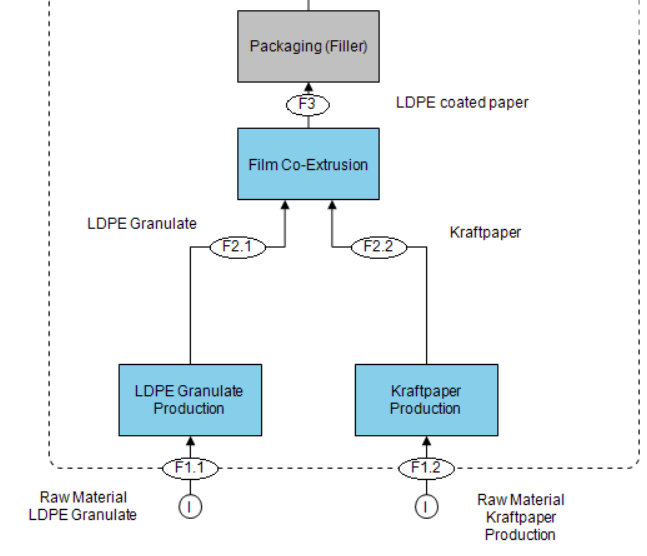 Packaging (Filler)
F3
LDPE coated paper
Film Co-Extrusion
LDPE Granulate
F2.1
F2.2
Kraftpaper
LDPE Granulate
Production
Kraftpaper
Production
F1.1
F1.2
Raw Material
LDPE Granulate
I
I
Raw Material
Kraftpaper
Production